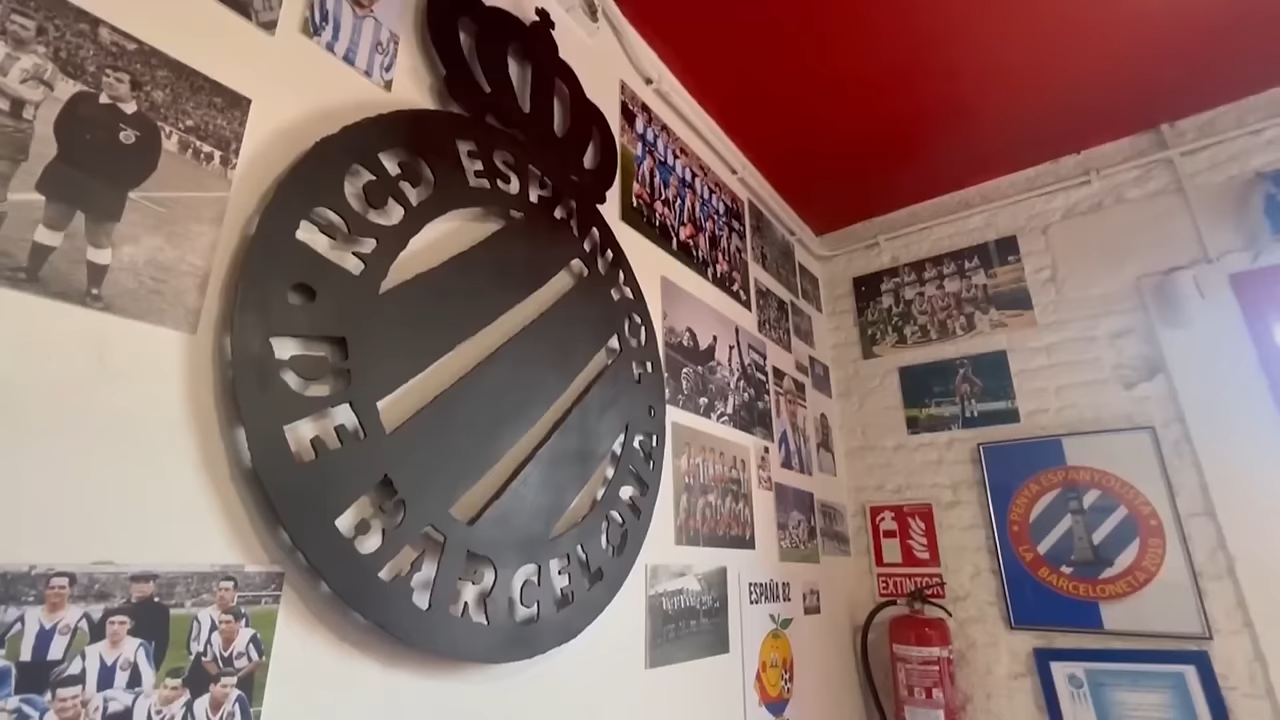 RCD ESPANYOL
DE BARCELONA
ESPAÑA 82
EXTINTOR
PENYA ESPANYOLISTA
LA BARCELONETA 2019